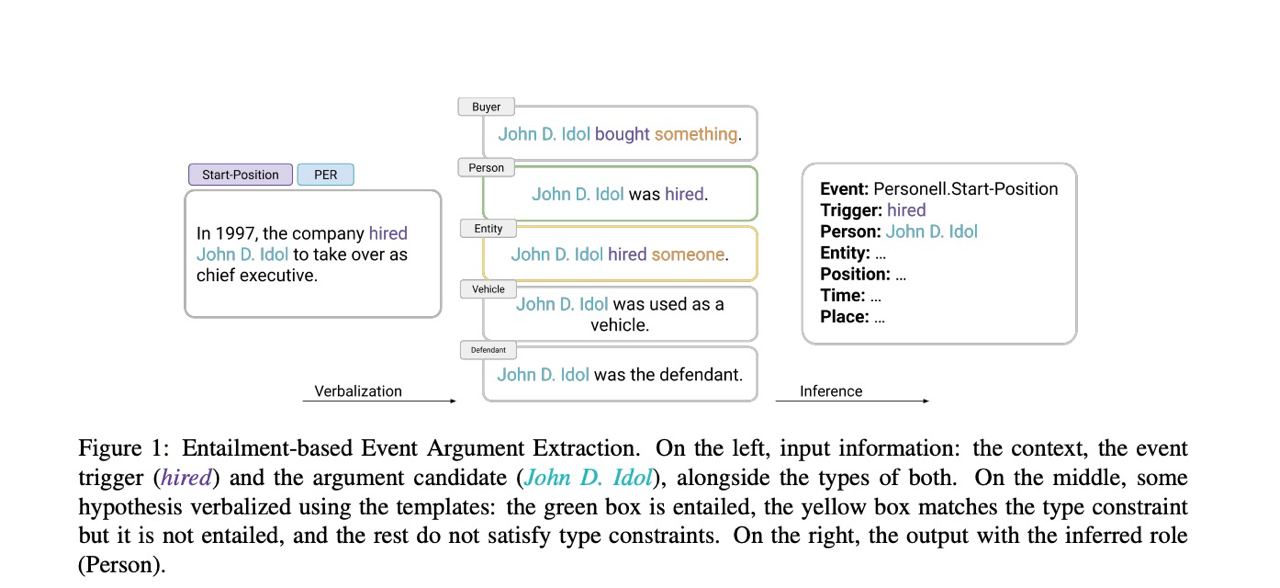 Start-Position
PER
In 1997, the company hired
John D. Idol to take over as
chief executive.
Verbalization
Buyer
John D. Idol bought something.
Person
John D. Idol was hired.
Entity
John D. Idol hired someone.
Vehicle
John D. Idol was used as a
vehicle.
Defendant
John D. Idol was the defendant.
Inference
Event: Personell.Start-Position
Trigger: hired
Person: John D. Idol
Entity: ...
Position: ...
Time: ...
Place: ...
Figure 1: Entailment-based Event Argument Extraction. On the left, input information: the context, the event
trigger (hired) and the argument candidate (John D. Idol), alongside the types of both. On the middle, some
hypothesis verbalized using the templates: the green box is entailed, the yellow box matches the type constraint
but it is not entailed, and the rest do not satisfy type constraints. On the right, the output with the inferred role
(Person).